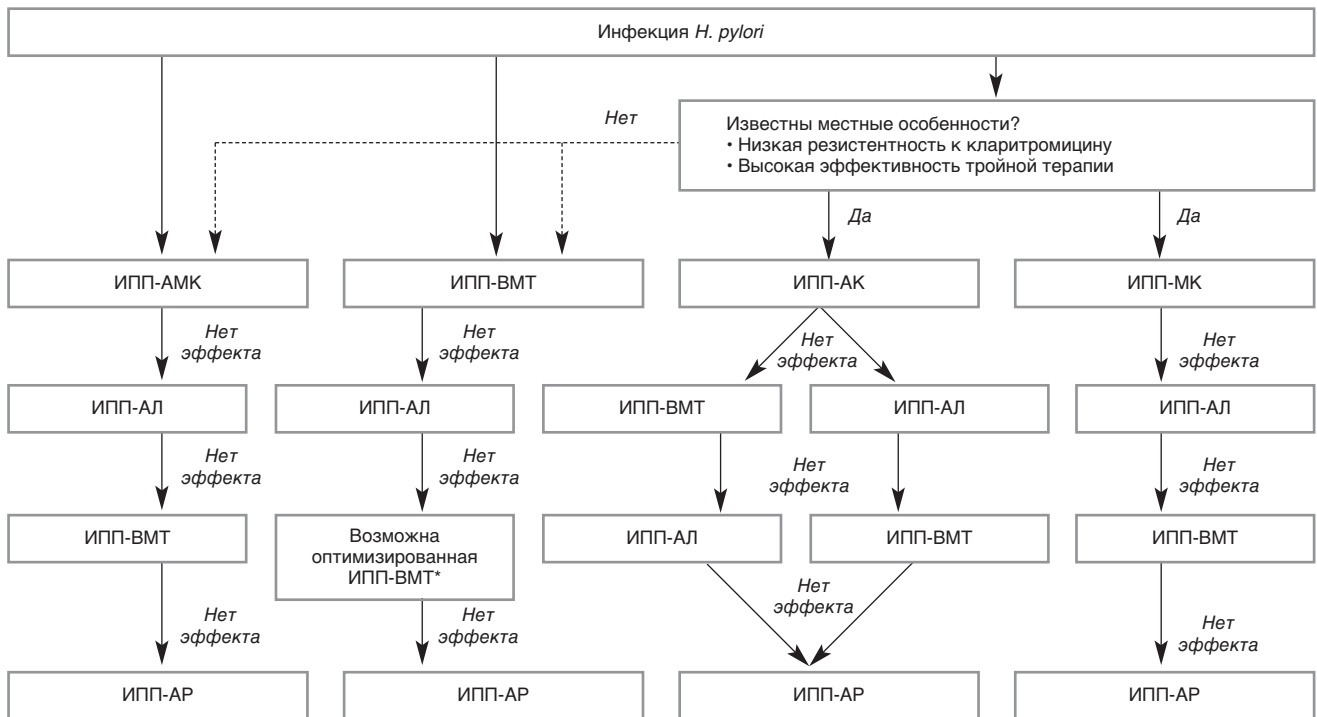 Инфекция H. pylori
Нет
Известны местные особенности?
• Низкая резистентность к кларитромицину
• Высокая эффективность тройной терапии
Да
Да
ИПП-АМК
ИПП-ВМТ
ИПП-АК
ИПП-МК
Нет
эффекта
Нет
эффекта
Нет
эффекта
Нет
эффекта
ИПП-АЛ
ИПП-АЛ
ИПП-ВМТ
ИПП-АЛ
ИПП-АЛ
Нет
эффекта
Нет
эффекта
Нет
эффекта
Нет
эффекта
ИПП-ВМТ
Возможна
оптимизированная
ИПП-ВМТ*
ИПП-АЛ
ИПП-ВМТ
ИПП-ВМТ
Нет
эффекта
Нет
эффекта
Нет
эффекта
Нет
эффекта
ИПП-АР
ИПП-АР
ИПП-АР
ИПП-АР